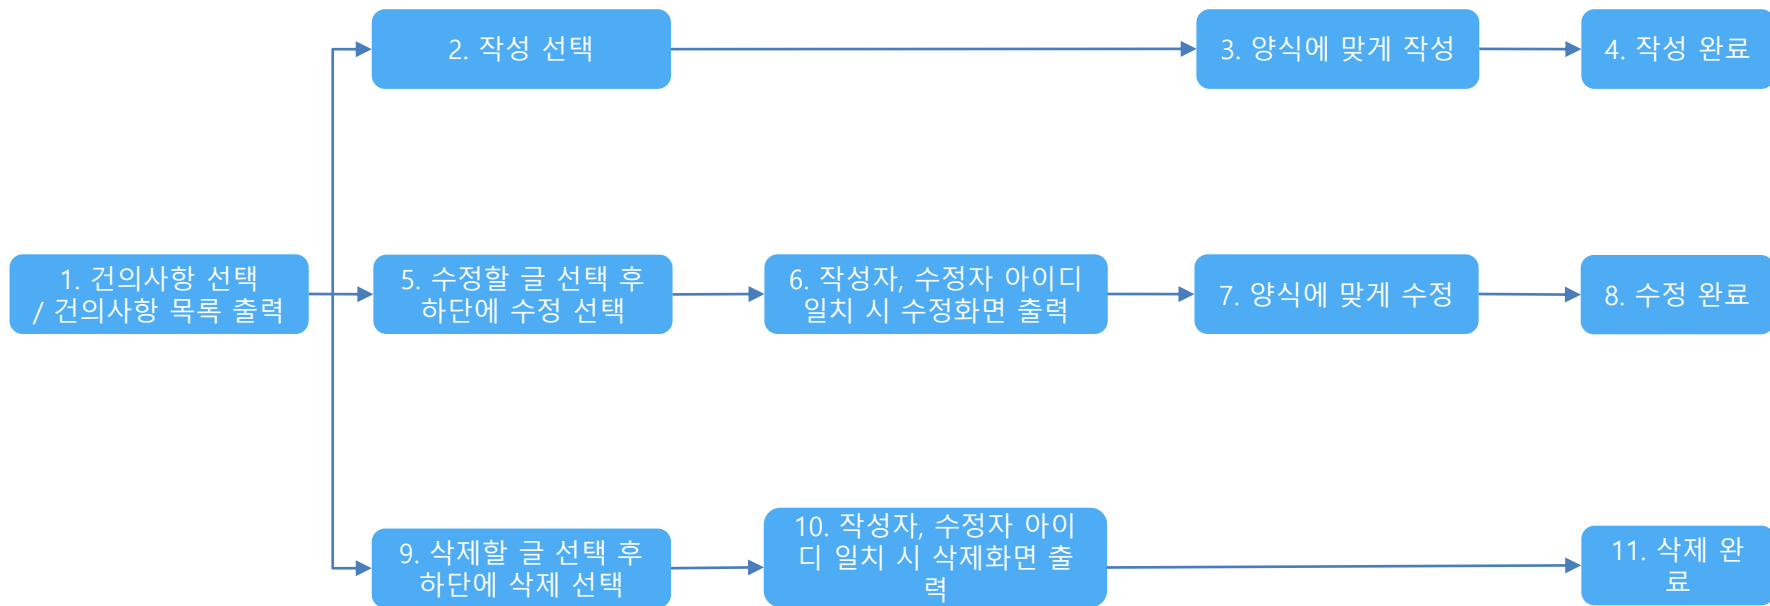 2. 작성 선택
3. 양식에 맞게 작성
4. 작성 완료
1. 건의사항 선택
/ 건의사항 목록 출력
5. 수정할 글 선택 후
하단에 수정 선택
6. 작성자, 수정자 아이디
일치 시 수정화면 출력
7. 양식에 맞게 수정
8. 수정 완료
9. 삭제할 글 선택 후
하단에 삭제 선택
10. 작성자, 수정자 아이
디 일치 시 삭제화면 출
력
11. 삭제 완
료